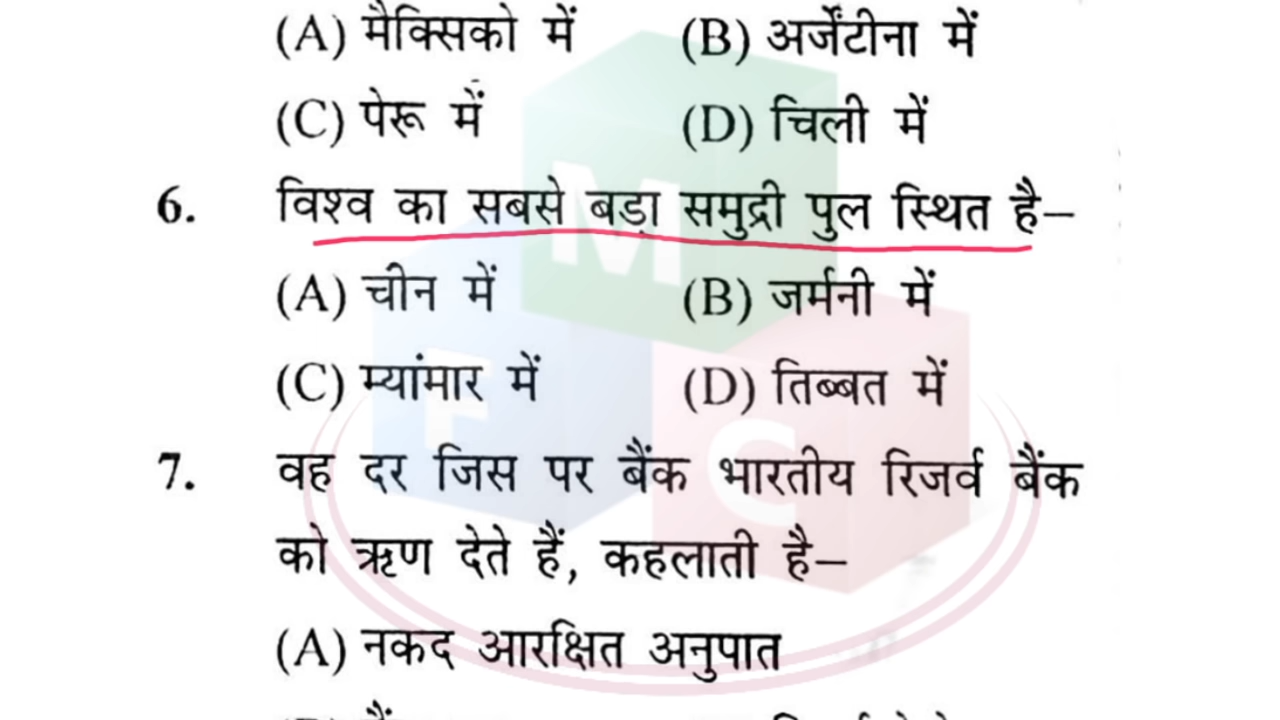 (A) मैक्सिको में (B) अर्जेंटीना में
(C) पेरू में (D) चिली में
6. विश्व का सबसे बड़ा समुद्री पुल स्थित है–
(A) चीन में (B) जर्मनी में
(C) म्यांमार में (D) तिब्बत में
7. वह दर जिस पर बैंक भारतीय रिजर्व बैंक
को ऋण देते हैं, कहलाती है–
(A) नकद आरक्षित अनुपात
M
F
C